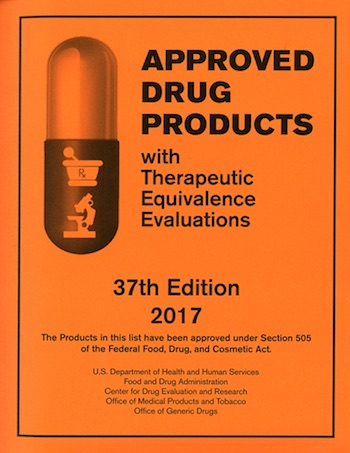 APPROVED
DRUG
PRODUCTS
with
Therapeutic
Equivalence
Evaluations
Rx
37th Edition
2017
The Products in this list have been approved under Section 505
of the Federal Food, Drug, and Cosmetic Act.
U.S. Department of Health and Human Services
Food and Drug Administration
Center for Drug Evaluation and Research
Office of Medical Products and Tobacco
Office of Generic Drugs